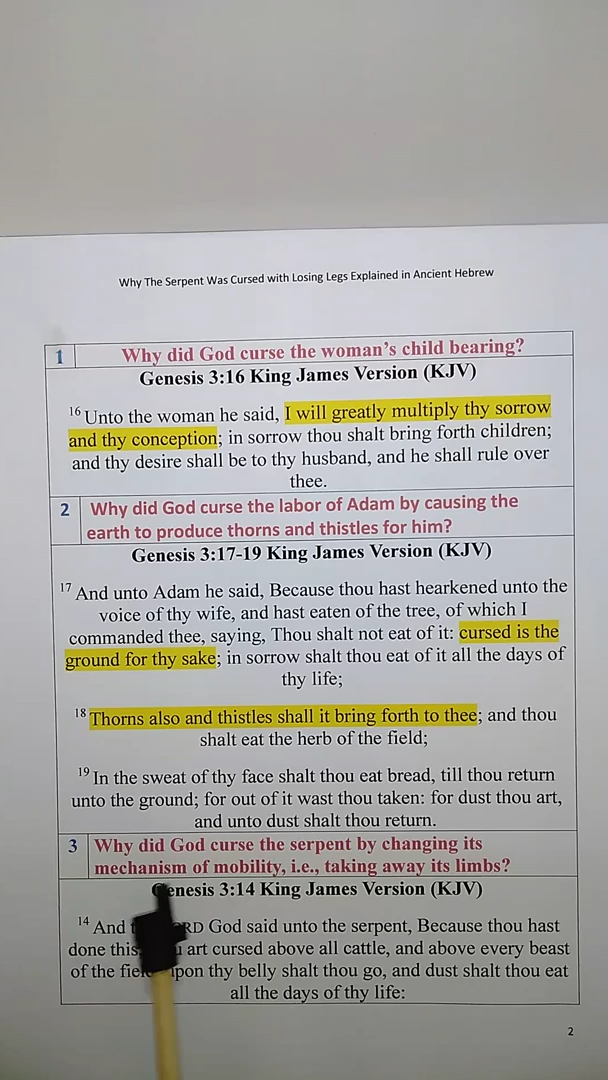 Why The Serpent Was Cursed with Losing Legs Explained in Ancient Hebrew
1 Why did God curse the woman's child bearing?
Genesis 3:16 King James Version (KJV)
16 Unto the woman he said, I will greatly multiply thy sorrow
and thy conception; in sorrow thou shalt bring forth children;
and thy desire shall be to thy husband, and he shall rule over
thee.
2 Why did God curse the labor of Adam by causing the
earth to produce thorns and thistles for him?
Genesis 3:17-19 King James Version (KJV)
17 And unto Adam he said, Because thou hast hearkened unto the
voice of thy wife, and hast eaten of the tree, of which I
commanded thee, saying, Thou shalt not eat of it: cursed is the
ground for thy sake; in sorrow shalt thou eat of it all the days of
thy life;
18 Thorns also and thistles shall it bring forth to thee; and thou
shalt eat the herb of the field;
19 In the sweat of thy face shalt thou eat bread, till thou return
unto the ground; for out of it wast thou taken: for dust thou art,
and unto dust shalt thou return.
3 Why did God curse the serpent by changing its
mechanism of mobility, i.e., taking away its limbs?
Genesis 3:14 King James Version (KJV)
14 And God said unto the serpent, Because thou hast
done this art cursed above all cattle, and above every beast
of the thy belly shalt thou go, and dust shalt thou eat
all the days of thy life:
2